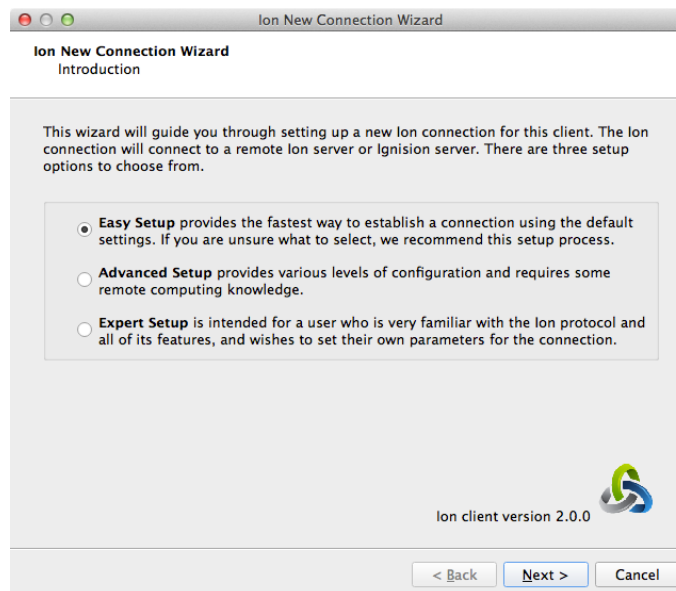 Ion New Connection Wizard
Ion New Connection Wizard
Introduction
This wizard will guide you through setting up a new Ion connection for this client. The Ion
connection will connect to a remote Ion server or Ignision server. There are three setup
options to choose from.
Easy Setup provides the fastest way to establish a connection using the default
settings. If you are unsure what to select, we recommend this setup process.
Advanced Setup provides various levels of configuration and requires some
remote computing knowledge.
Expert Setup is intended for a user who is very familiar with the Ion protocol and
all of its features, and wishes to set their own parameters for the connection.
Ion client version 2.0.0
< Back Next > Cancel